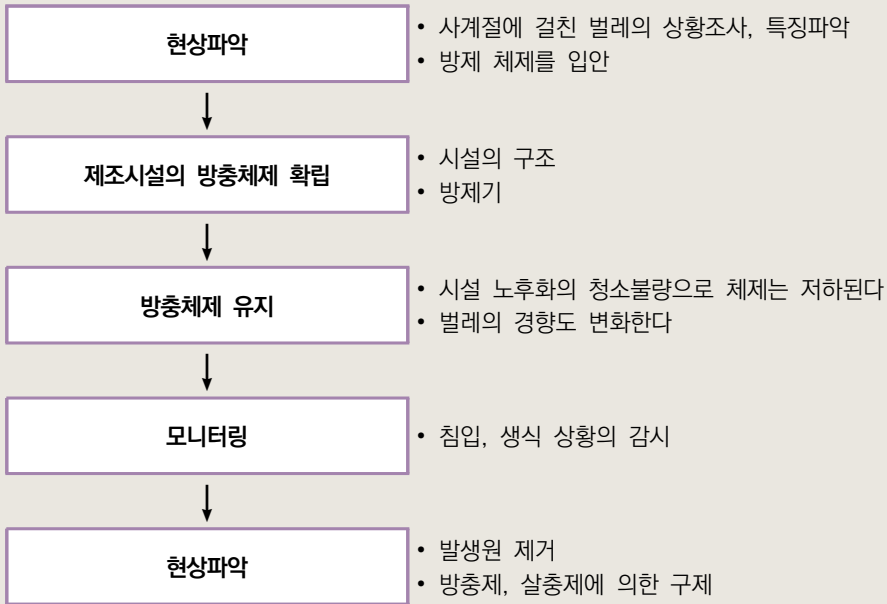 현상파악
• 사계절에 걸친 벌레의 상황조사, 특징파악
• 방제 체제를 입안
제조시설의 방충체제 확립
• 시설의 구조
• 방제기
방충체제 유지
• 시설 노후화의 청소불량으로 체제는 저하된다
• 벌레의 경향도 변화한다
모니터링
• 침입, 생식 상황의 감시
현상파악
• 발생원 제거
• 방충제, 살충제에 의한 구제